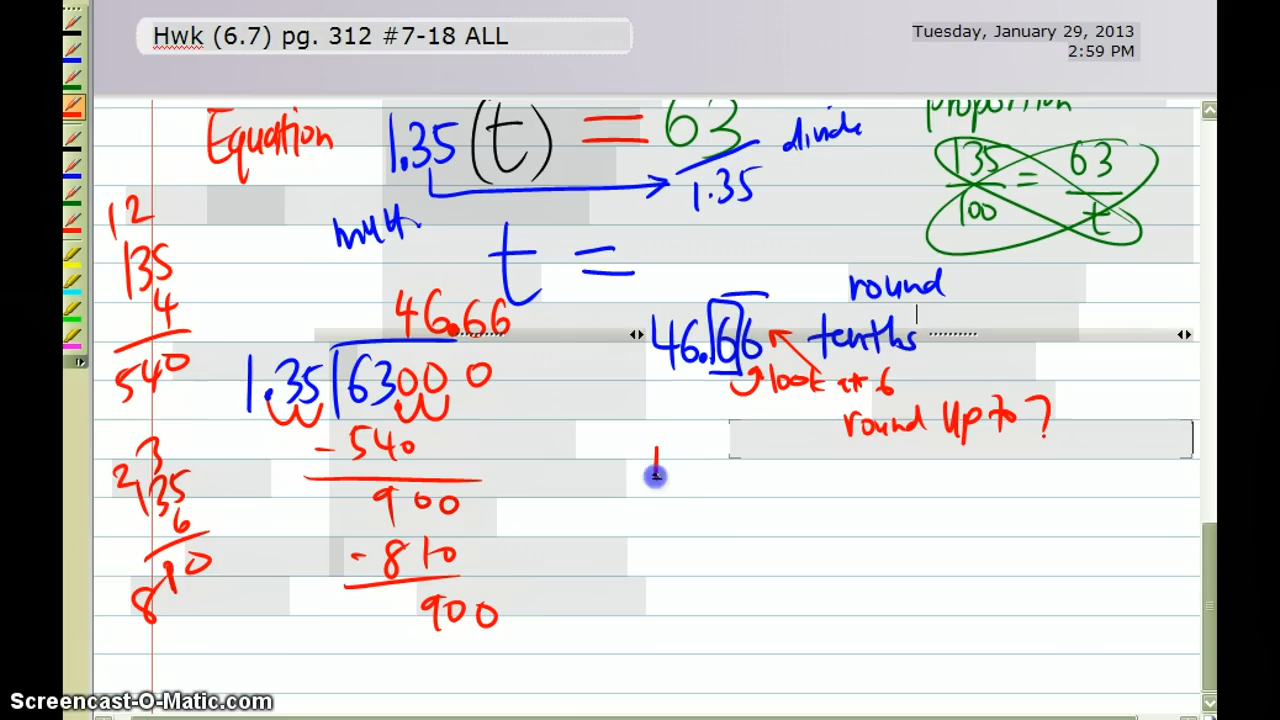 Hwk (6.7) pg. 312 #7-18 ALL
Tuesday, January 29, 2013
2:59 PM
proportion
Equation 1.35 (t) = 63 divide
1.35
135 = 63
100 t
mult
t =
12
135
4
540
round
tenths
46.66
look at 6
round up to ?
46.66
1.35 63000 0
- 540
900
- 810
900
23
135
6
810
Screencast-O-Matic.com